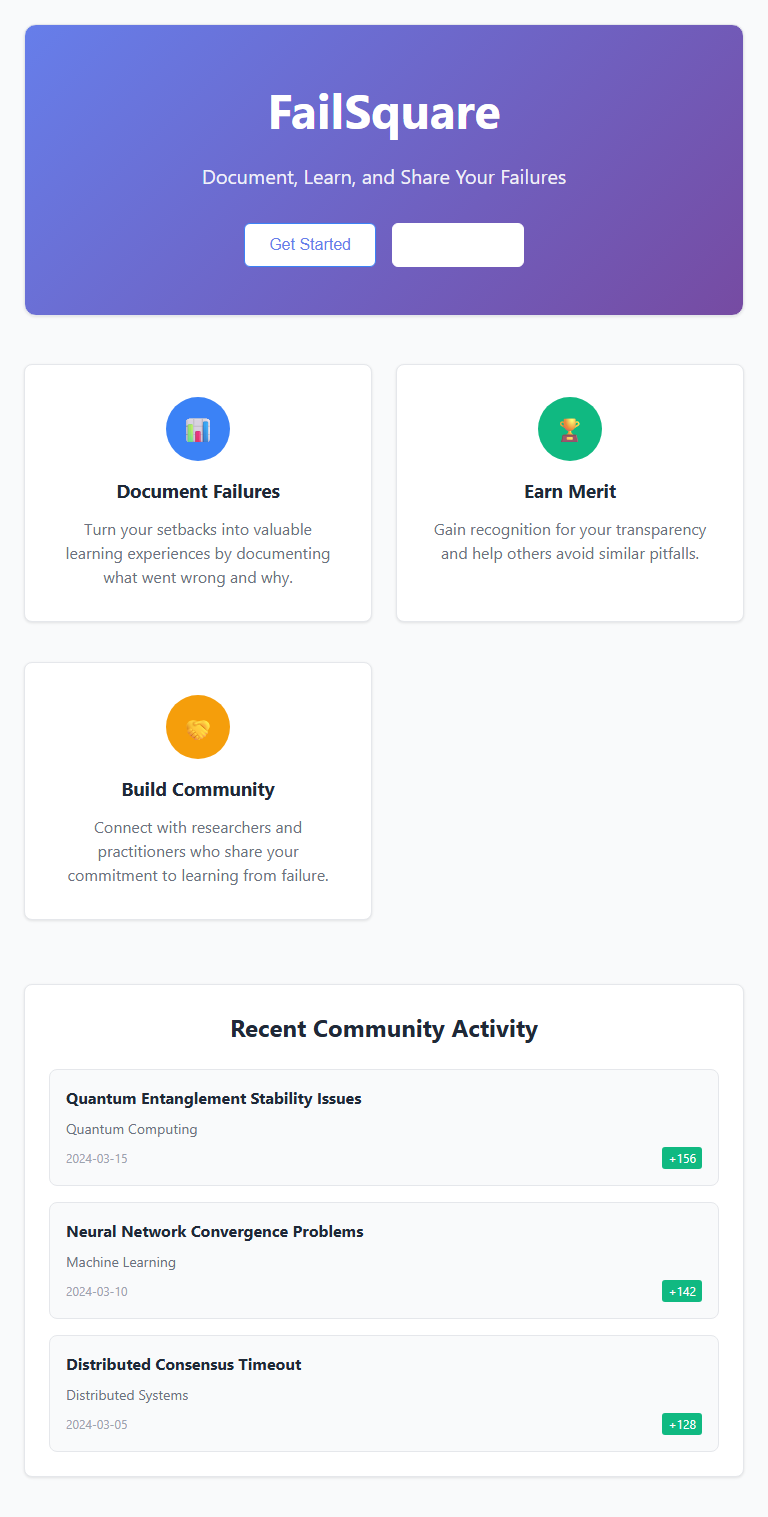 FailSquare
Document, Learn, and Share Your Failures
Get Started
Document Failures
Turn your setbacks into valuable
learning experiences by documenting
what went wrong and why.
Earn Merit
Gain recognition for your transparency
and help others avoid similar pitfalls.
Build Community
Connect with researchers and
practitioners who share your
commitment to learning from failure.
Recent Community Activity
Quantum Entanglement Stability Issues
Quantum Computing
2024-03-15
+156
Neural Network Convergence Problems
Machine Learning
2024-03-10
+142
Distributed Consensus Timeout
Distributed Systems
2024-03-05
+128